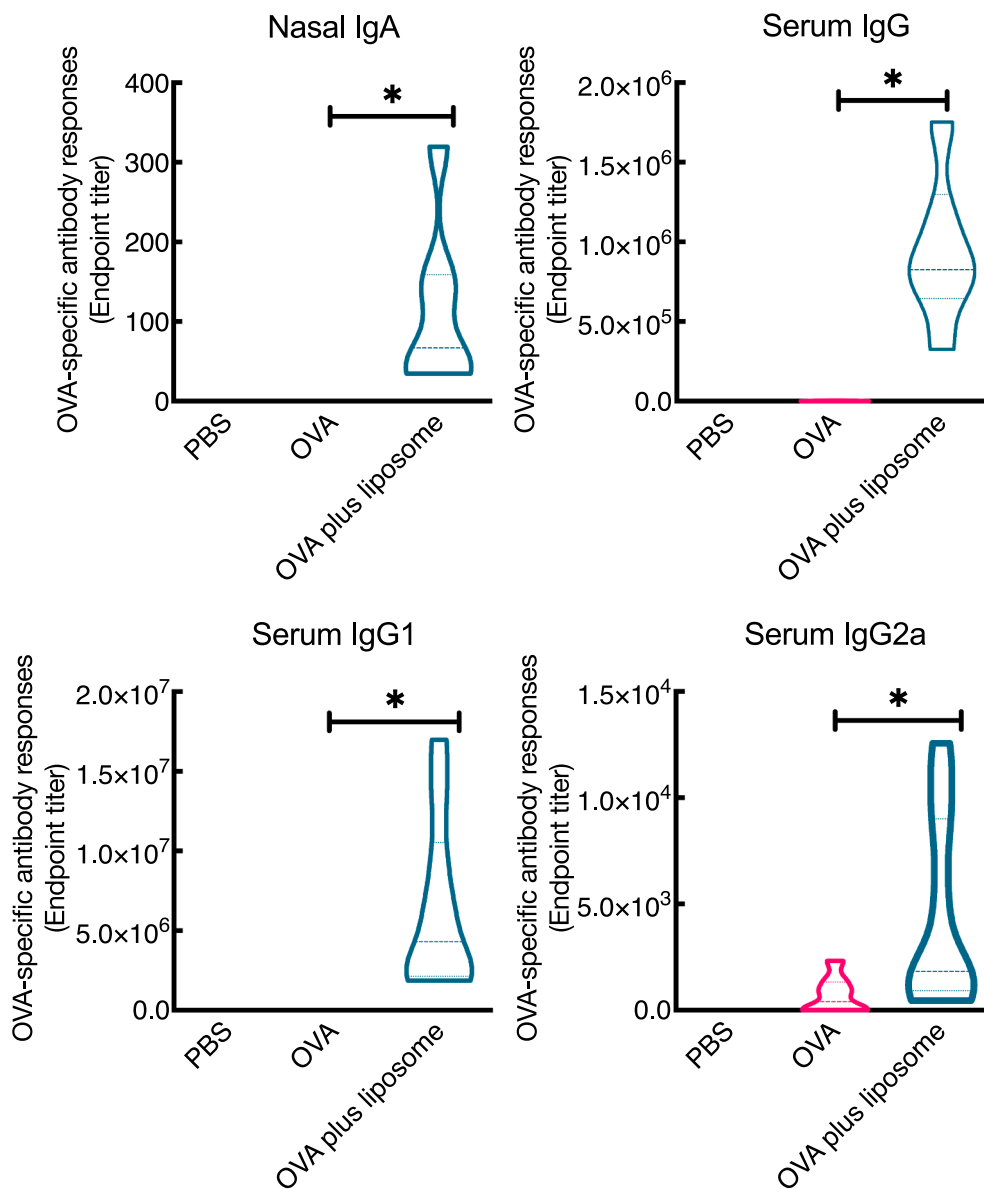 Nasal IgA
OVA-specific antibody responses
(Endpoint titer)
400
300
200
100
0
*
PBS
OVA
OVA plus liposome
Serum IgG
OVA-specific antibody responses
(Endpoint titer)
2.0×10⁶
1.5×10⁶
1.0×10⁶
5.0×10⁵
0.0
*
PBS
OVA
OVA plus liposome
Serum IgG1
OVA-specific antibody responses
(Endpoint titer)
2.0×10⁷
1.5×10⁷
1.0×10⁷
5.0×10⁶
0.0
*
PBS
OVA
OVA plus liposome
Serum IgG2a
OVA-specific antibody responses
(Endpoint titer)
1.5×10⁴
1.0×10⁴
5.0×10³
0.0
*
PBS
OVA
OVA plus liposome